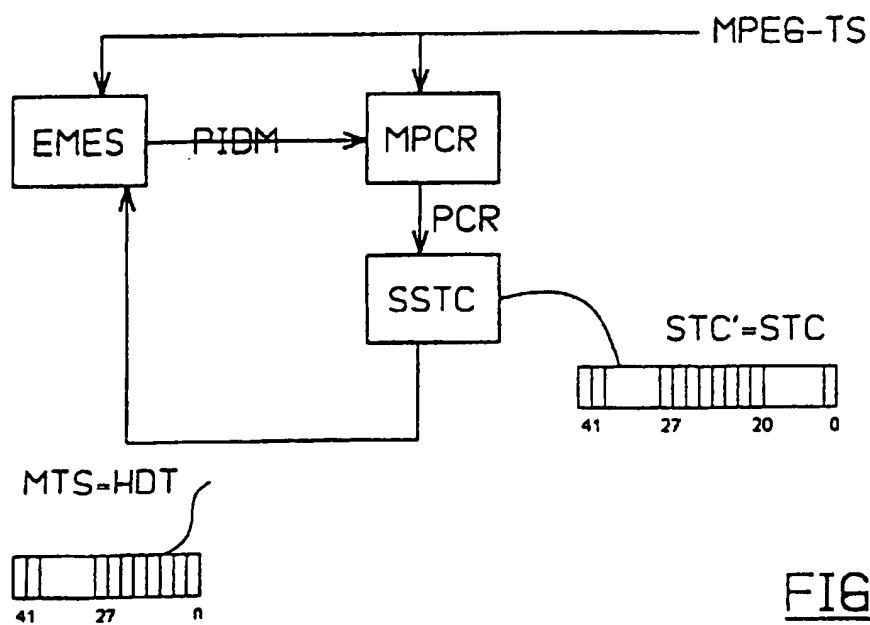 MPEG-TS
EMES
PIDM
MPCR
PCR
SSTC
STC'=STC
41 27 20 0
MTS=HDT
41 27 0
FIG